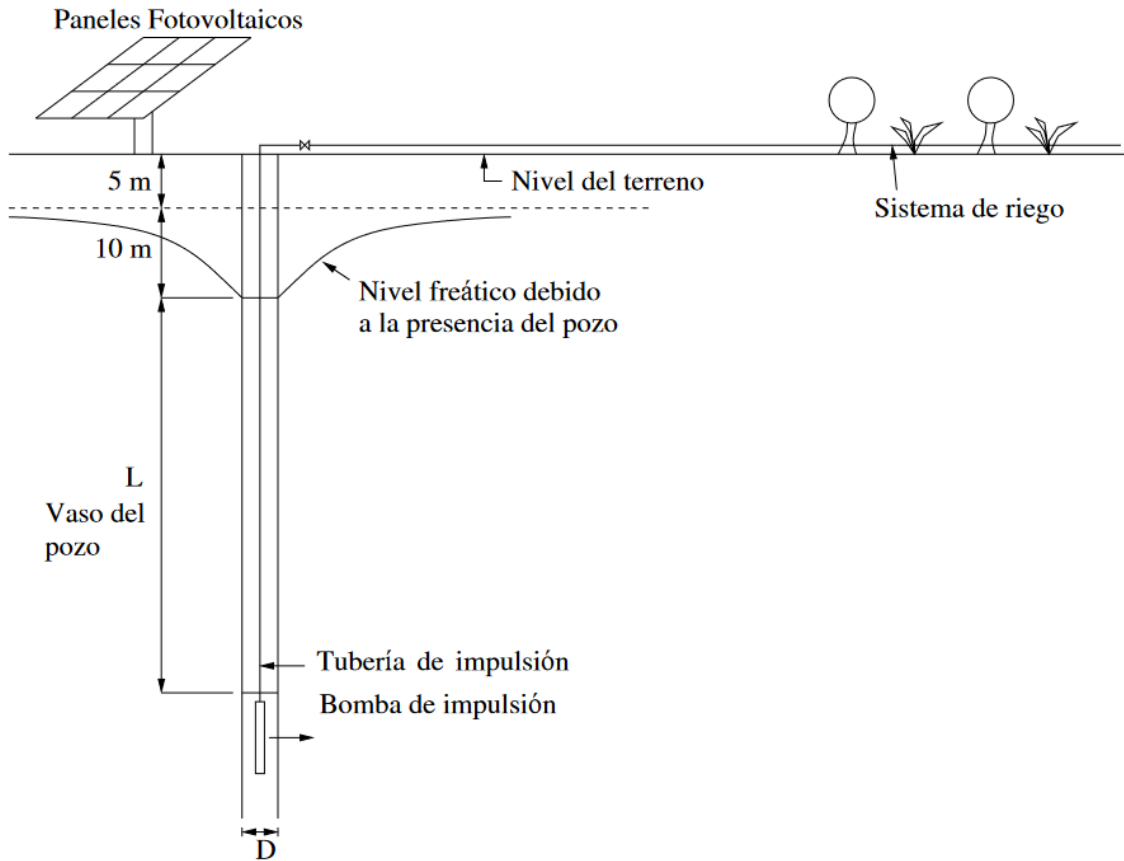 Paneles Fotovoltaicos
5 m
Nivel del terreno
Sistema de riego
10 m
Nivel freático debido
a la presencia del pozo
L
Vaso del
pozo
Tubería de impulsión
Bomba de impulsión
D